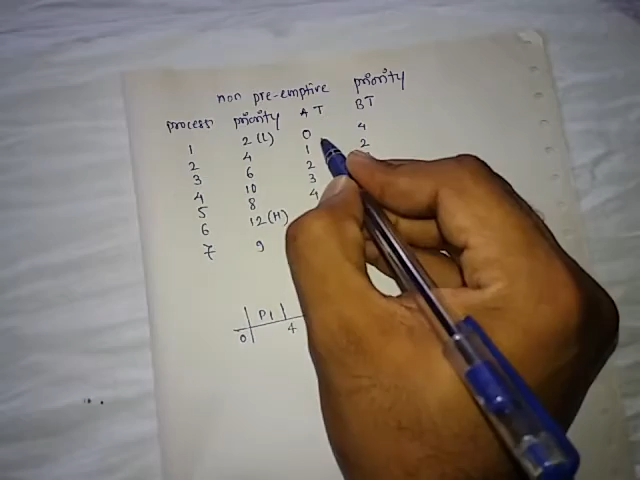 non pre-emptive priority
process priority AT BT
1 2(L) 0 4
2 4 1 2
3 6 2
4 10 3
5 8 4
6 12(H)
7 9
P1
0 4